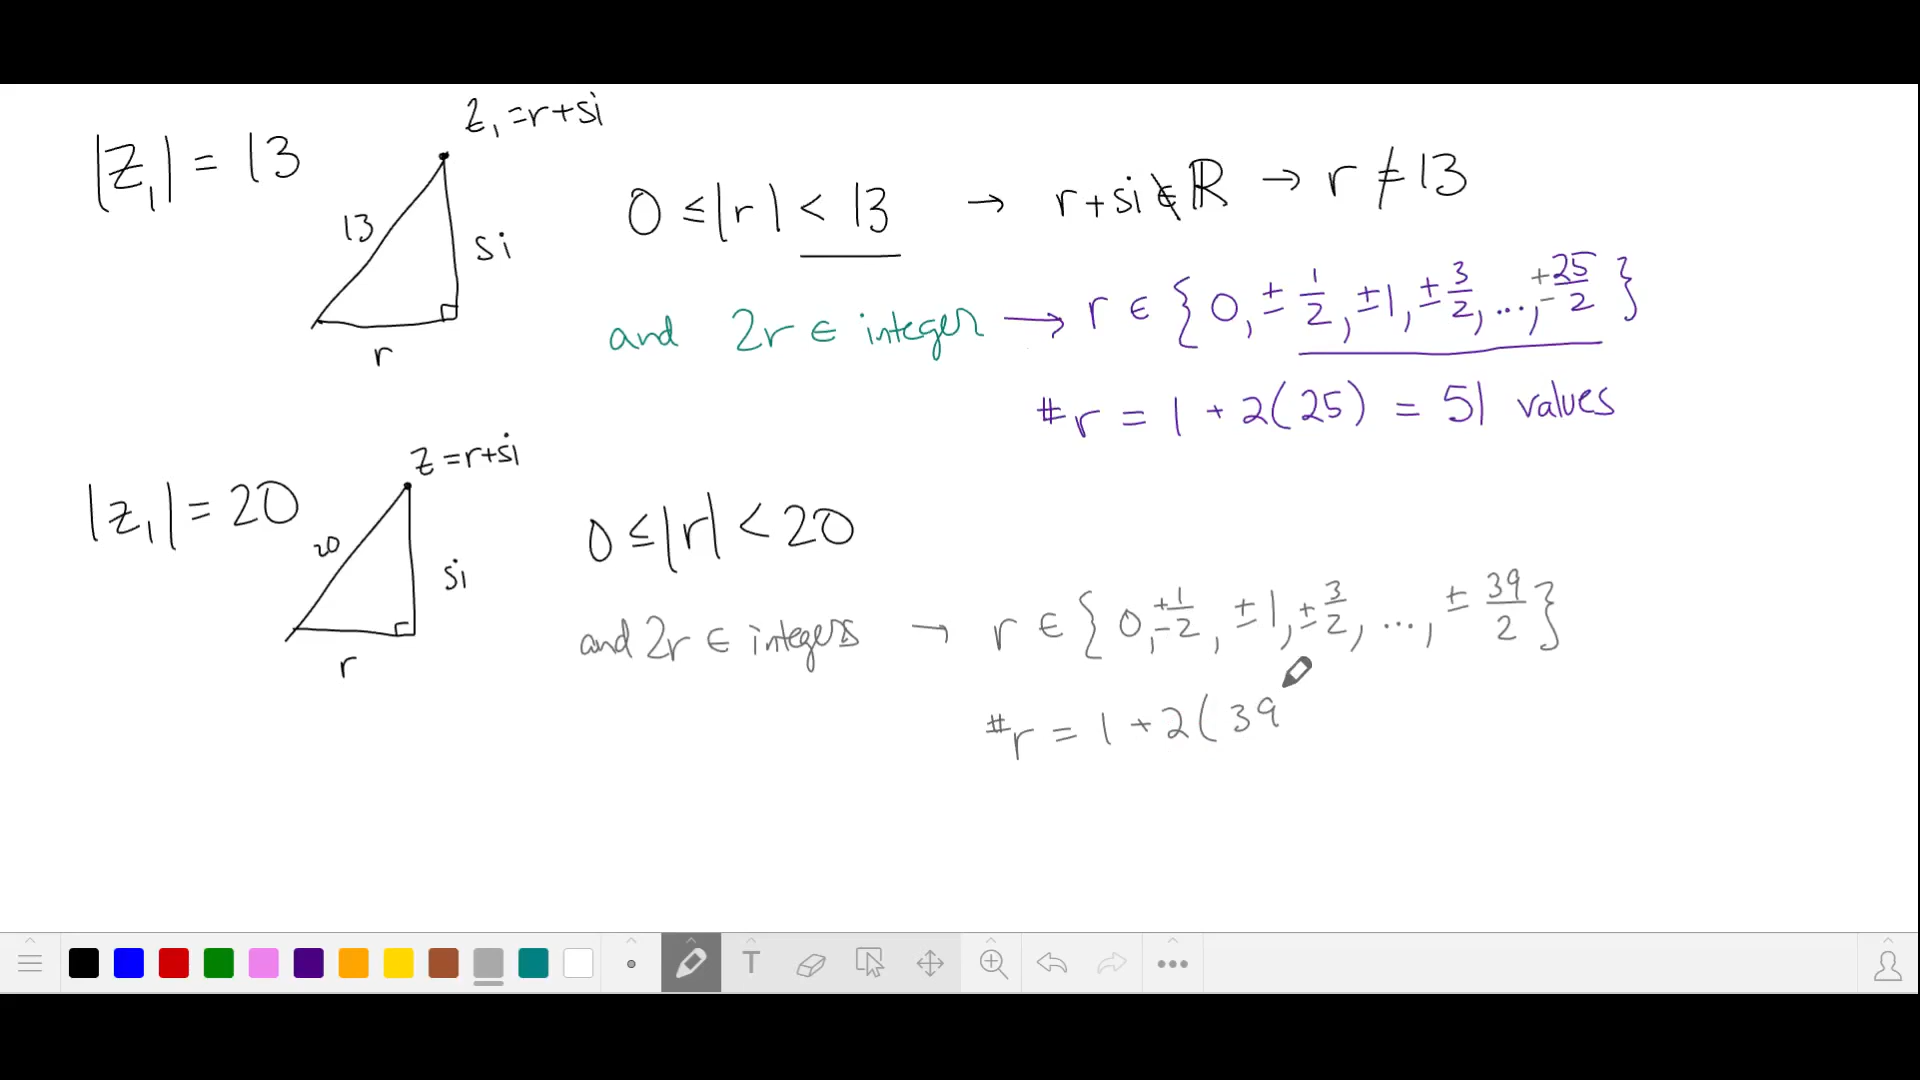 |z₁| = 13
z₁ = r+si
13
si
r
0 ≤ |r| < 13 → r+si ∉ ℝ → r ≠ 13
and 2r ∈ integer → r ∈ {0, ± 1/2, ±1, ± 3/2, ..., ± 25/2}
#r = 1 + 2(25) = 51 values
|z₁| = 20
z = r+si
20
si
r
0 ≤ |r| < 20
and 2r ∈ integers → r ∈ {0, ± 1/2, ±1, ± 3/2, ..., ± 39/2}
#r = 1 + 2(39
T